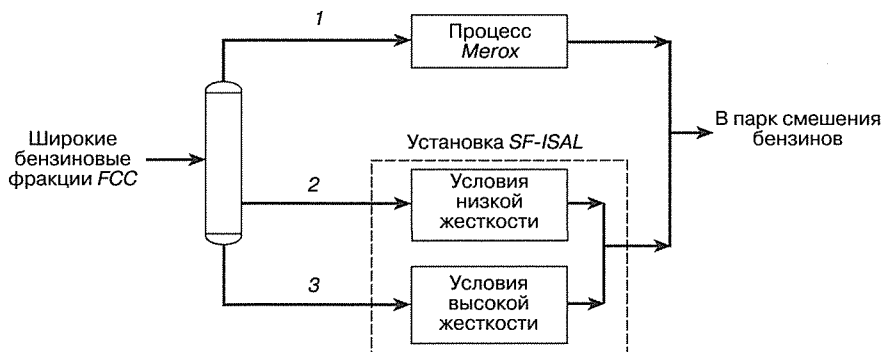 1
Процесс
Merox
Широкие
бензиновые
фракции FCC
В парк смешения
бензинов
Установка SF-ISAL
2
Условия
низкой
жесткости
3
Условия
высокой
жесткости